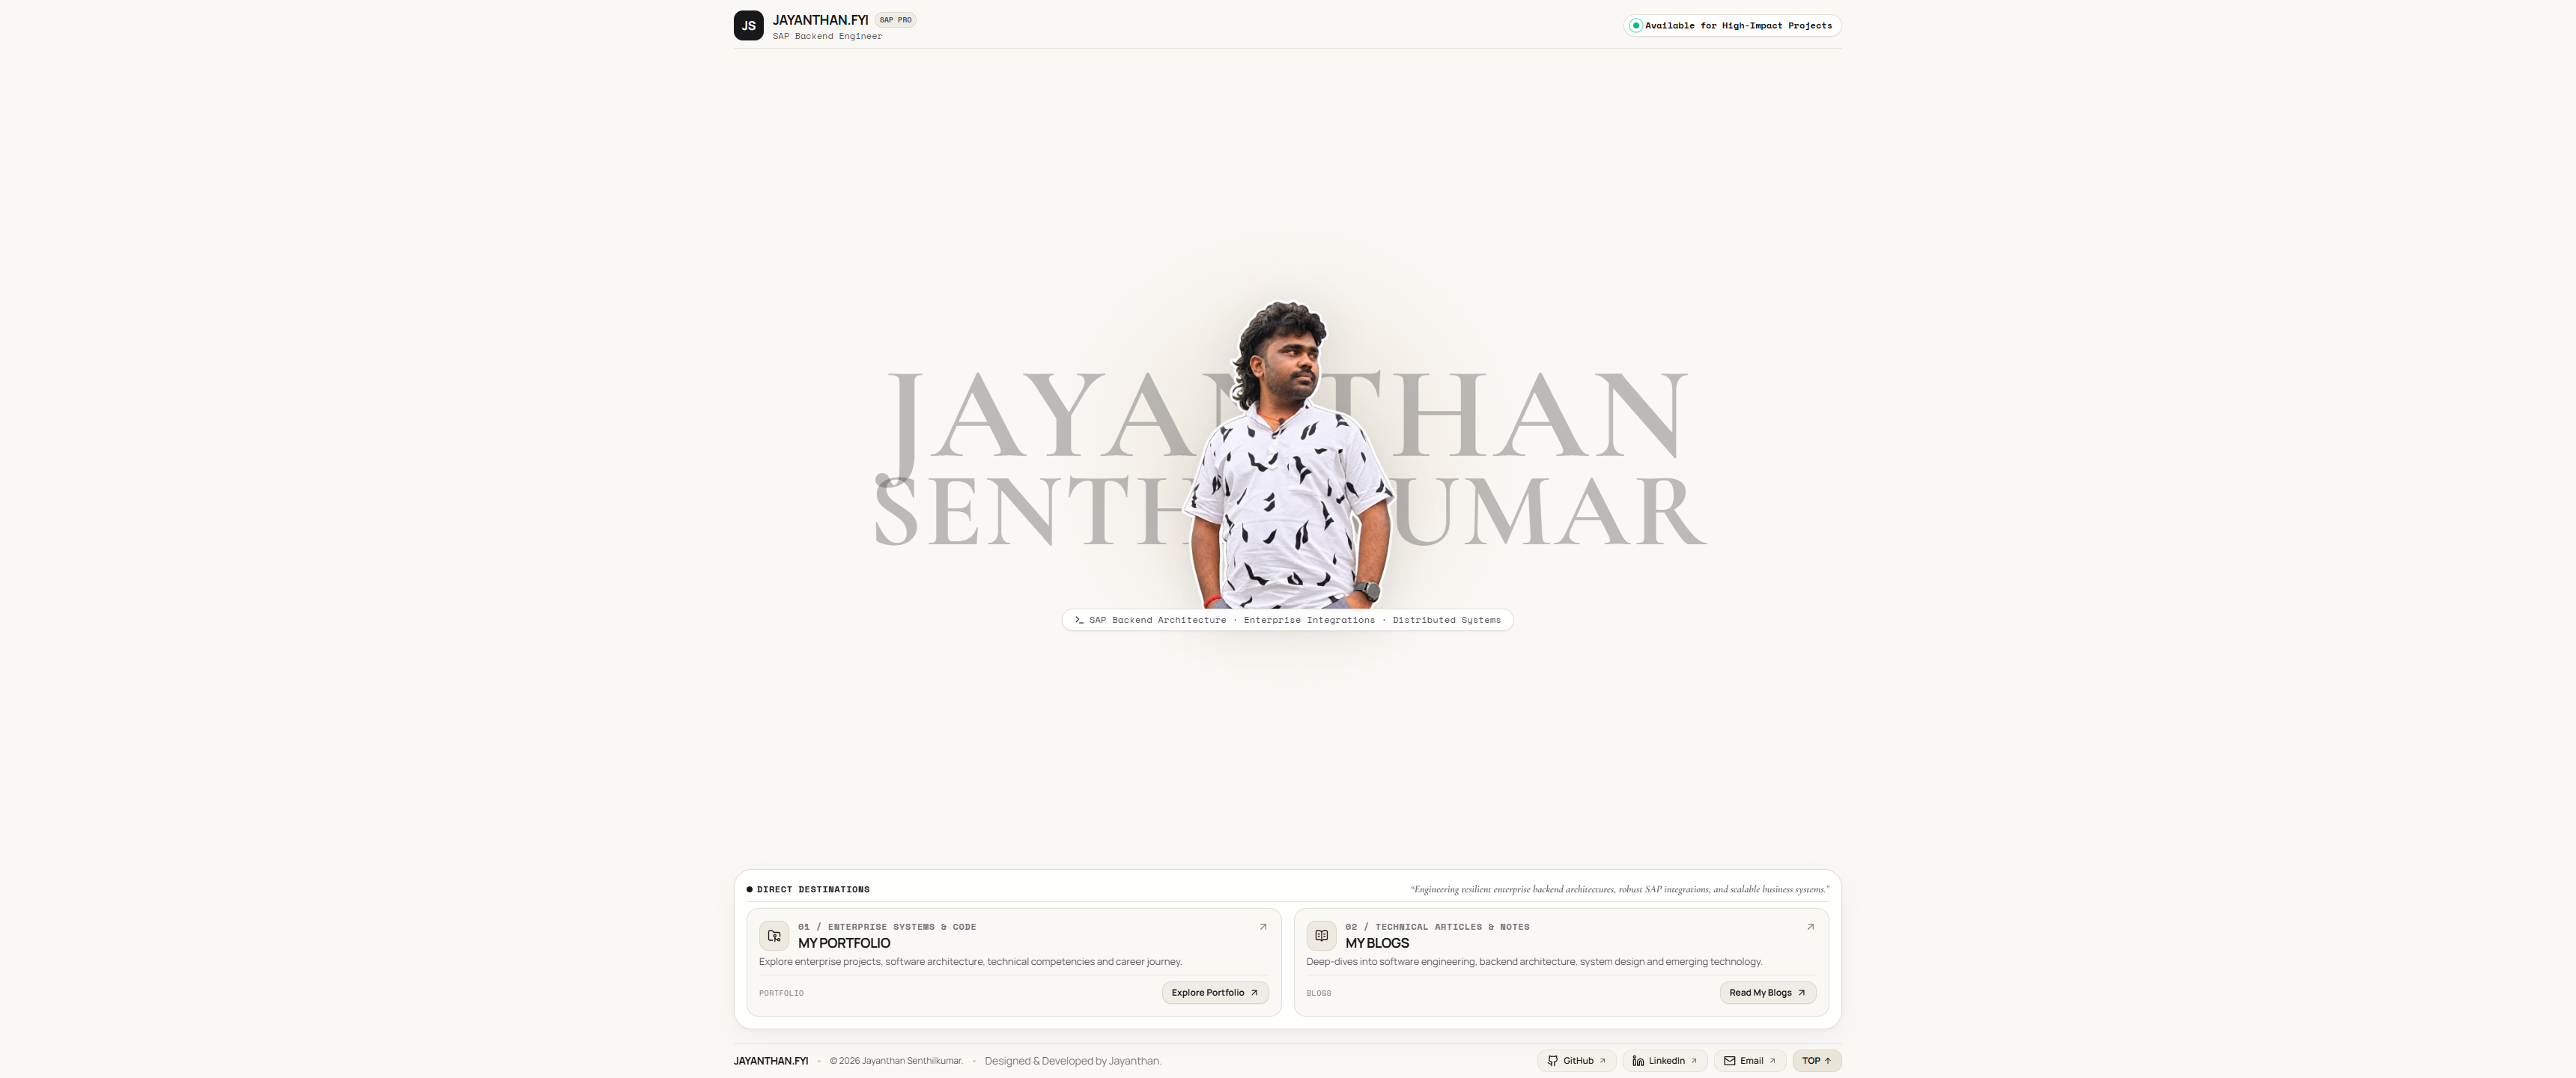 JS
JAYANTHAN.FYI SAP PRO
SAP Backend Engineer
Available for High-Impact Projects
JAYANTHAN
SENTH KUMAR
SAP Backend Architecture · Enterprise Integrations · Distributed Systems
DIRECT DESTINATIONS
“Engineering resilient enterprise backend architectures, robust SAP integrations, and scalable business systems.”
01 / ENTERPRISE SYSTEMS & CODE
MY PORTFOLIO
Explore enterprise projects, software architecture, technical competencies and career journey.
PORTFOLIO
Explore Portfolio
02 / TECHNICAL ARTICLES & NOTES
MY BLOGS
Deep-dives into software engineering, backend architecture, system design and emerging technology.
BLOGS
Read My Blogs
JAYANTHAN.FYI • © 2026 Jayanthan Senthilkumar. • Designed & Developed by Jayanthan.
GitHub
LinkedIn
Email
TOP ↑